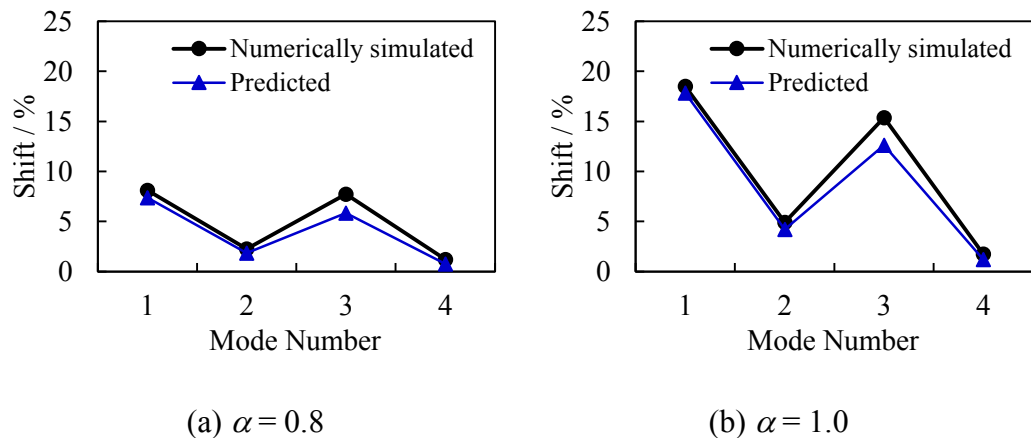 25
20
15
10
5
0
Shift / %
Numerically simulated
Predicted
1 2 3 4
Mode Number
(a) α = 0.8
25
20
15
10
5
0
Shift / %
Numerically simulated
Predicted
1 2 3 4
Mode Number
(b) α = 1.0